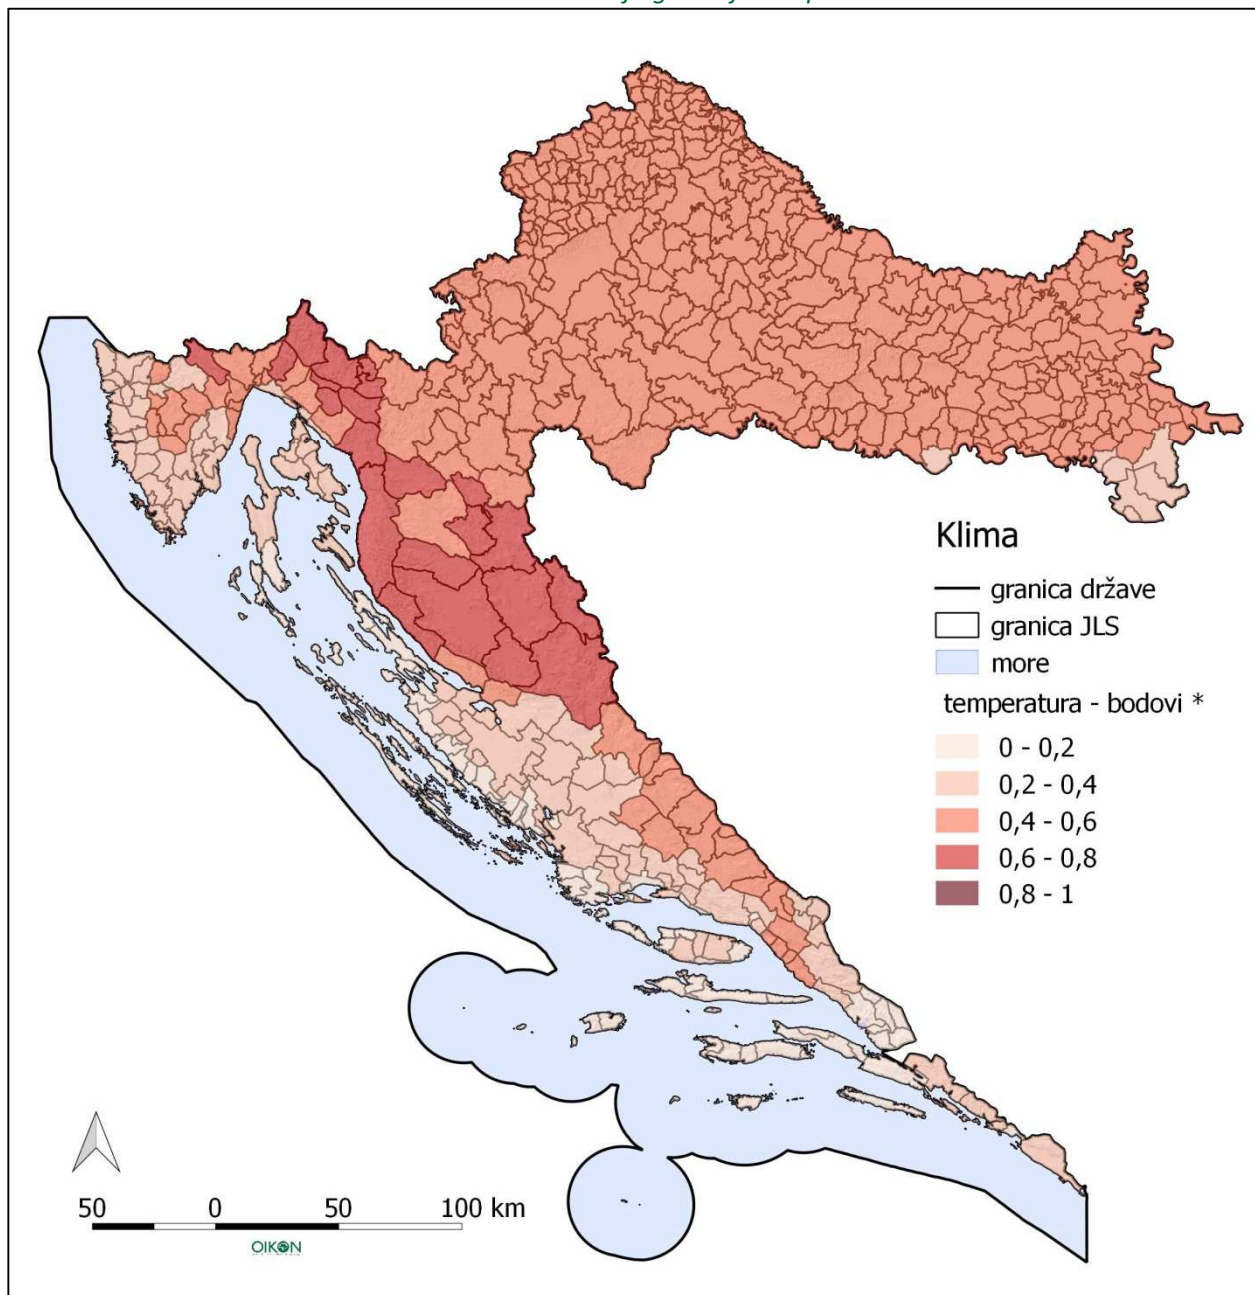 Klima
granica države
granica JLS
more
temperatura - bodovi *
0 - 0,2
0,2 - 0,4
0,4 - 0,6
0,6 - 0,8
0,8 - 1
50 0 50 100 km
OIKON